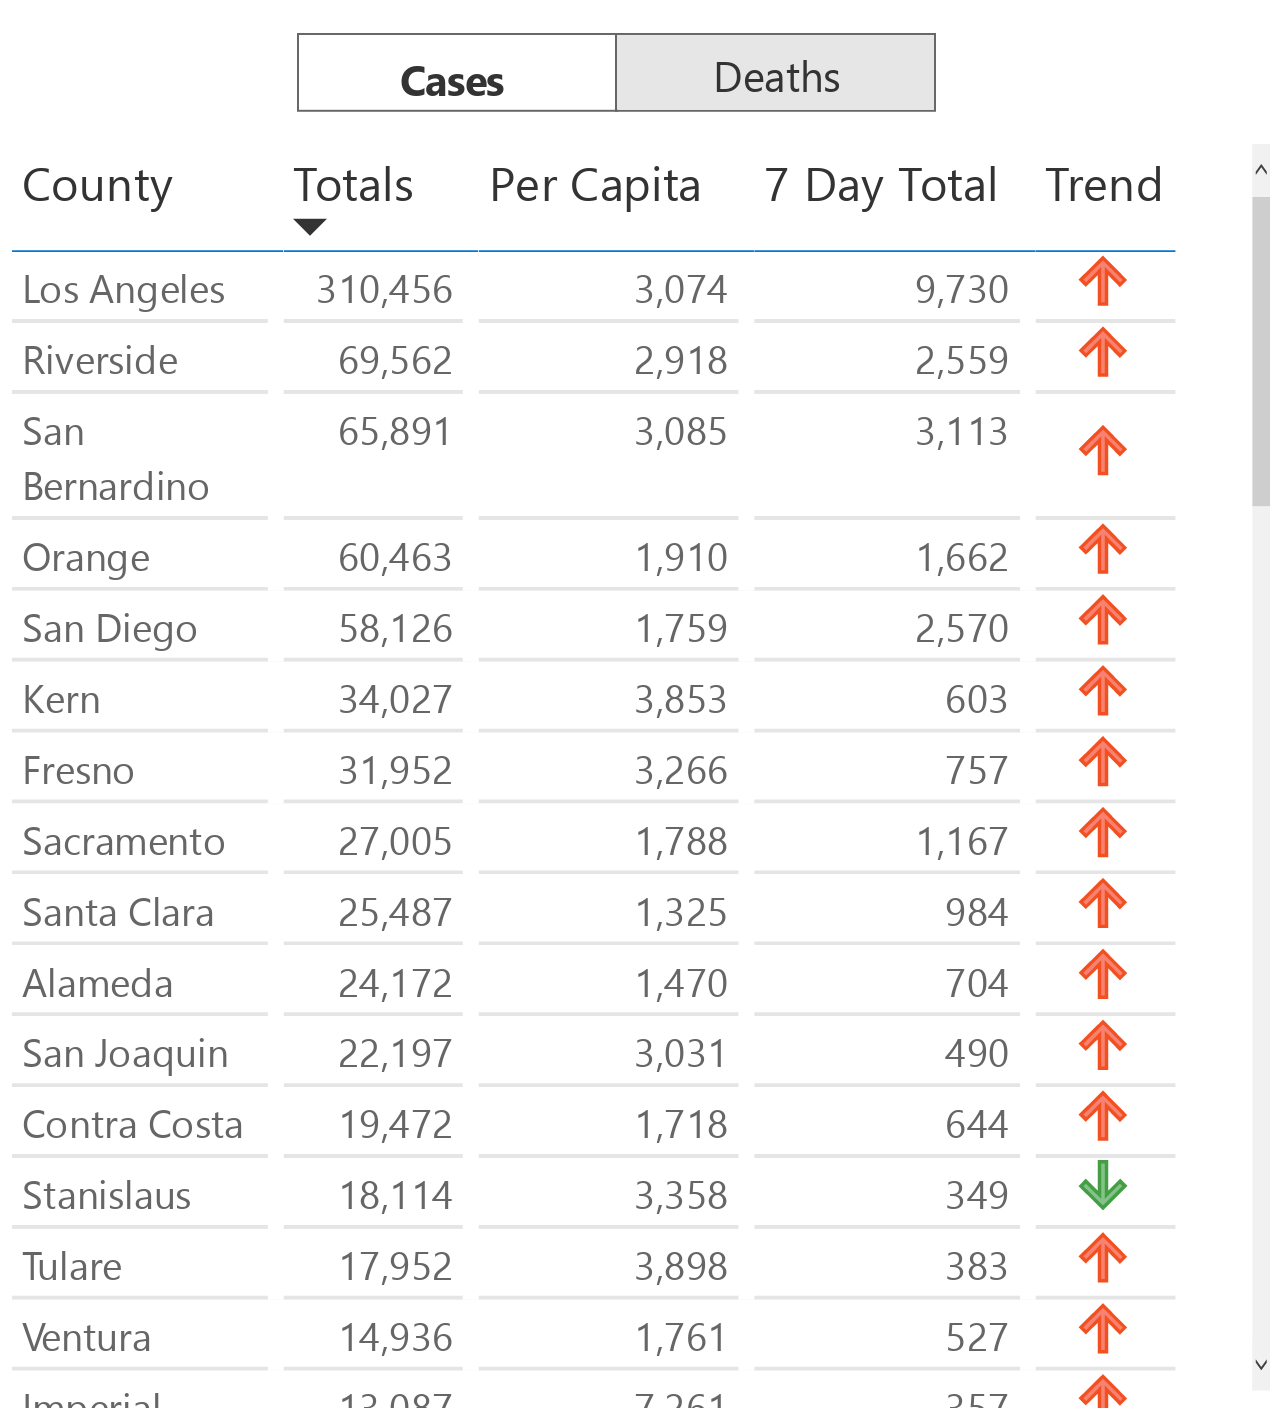 Cases Deaths
County Totals Per Capita 7 Day Total Trend
Los Angeles 310,456 3,074 9,730
Riverside 69,562 2,918 2,559
San 65,891 3,085 3,113
Bernardino
Orange 60,463 1,910 1,662
San Diego 58,126 1,759 2,570
Kern 34,027 3,853 603
Fresno 31,952 3,266 757
Sacramento 27,005 1,788 1,167
Santa Clara 25,487 1,325 984
Alameda 24,172 1,470 704
San Joaquin 22,197 3,031 490
Contra Costa 19,472 1,718 644
Stanislaus 18,114 3,358 349
Tulare 17,952 3,898 383
Ventura 14,936 1,761 527
Imperial 13,087 7,261 357